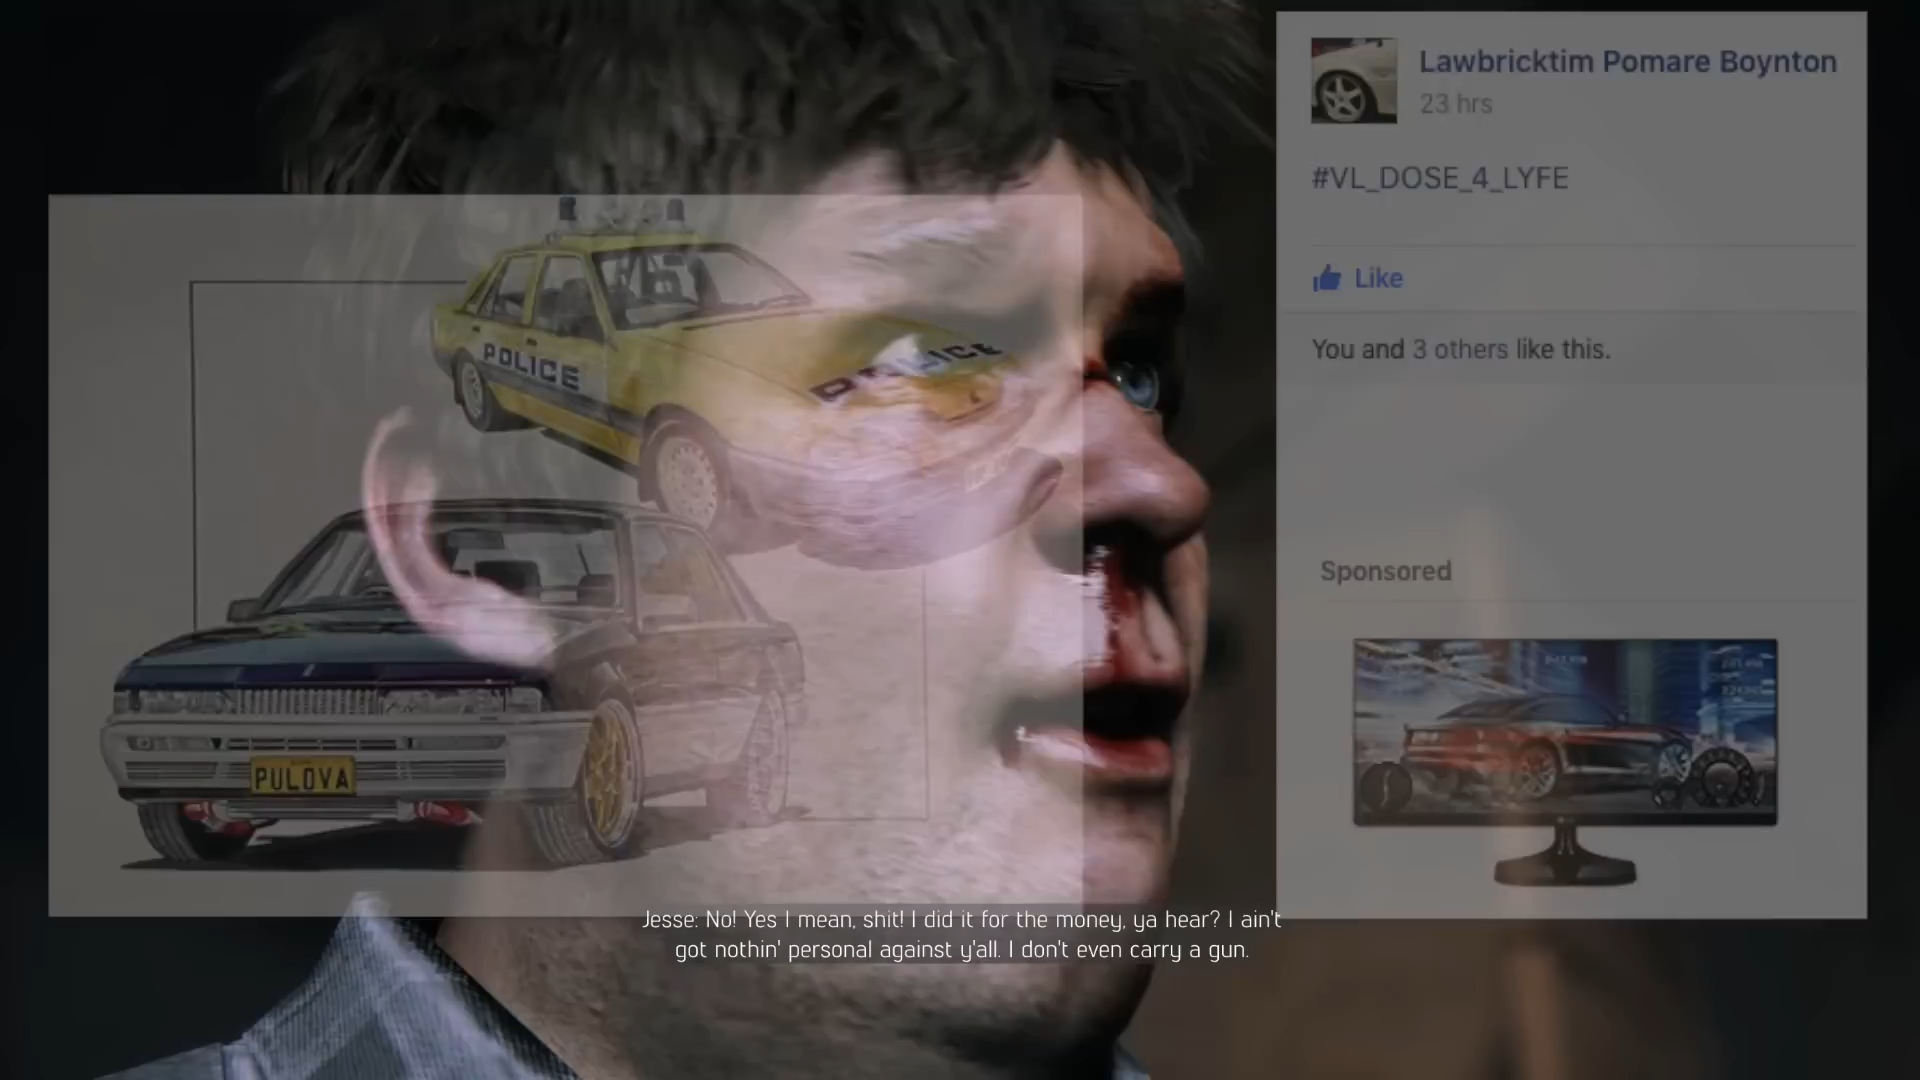 Lawbricktim Pomare Boynton
23 hrs
#VL_DOSE_4_LYFE
Like
You and 3 others like this.
POLICE
POLICE
Sponsored
PULOVA
Jesse: No! Yes I mean, shit! I did it for the money, ya hear? I ain't
got nothin' personal against y'all. I don't even carry a gun.